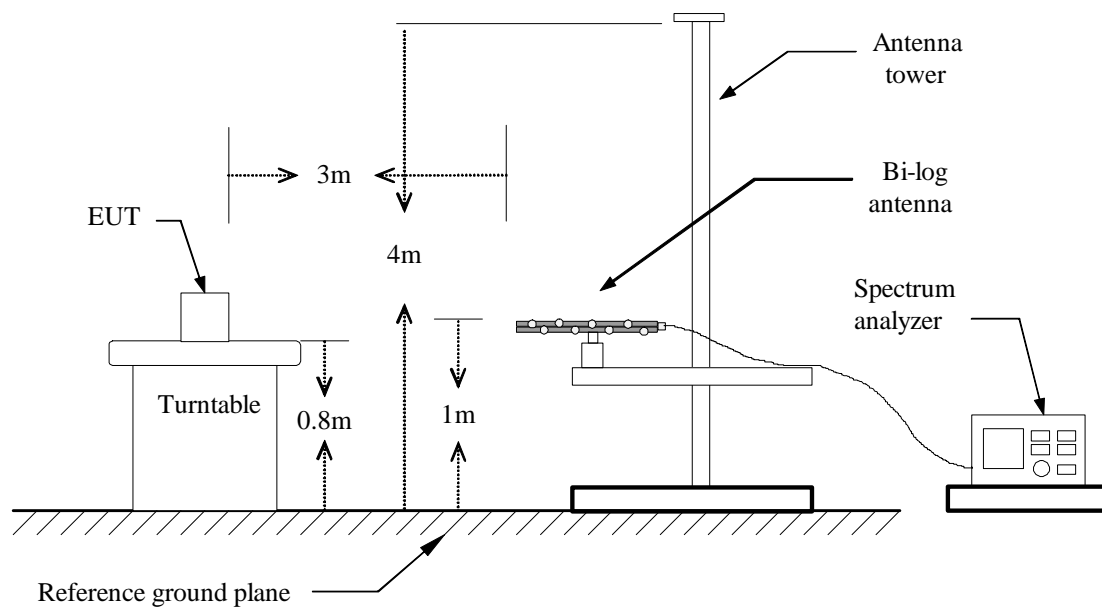 Antenna
tower
3m
Bi-log
antenna
EUT
4m
Spectrum
analyzer
Turntable
0.8m
1m
Reference ground plane